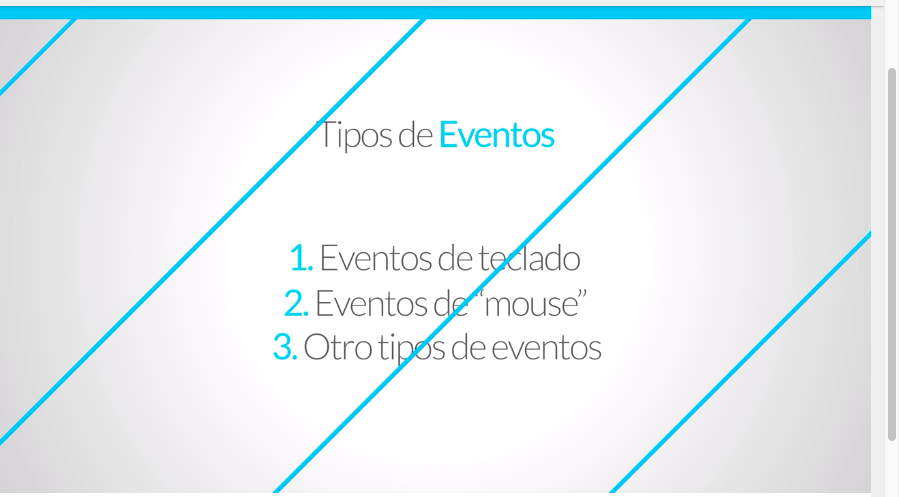 Tipos de Eventos
1. Eventos de teclado
2. Eventos de “mouse”
3. Otro tipos de eventos